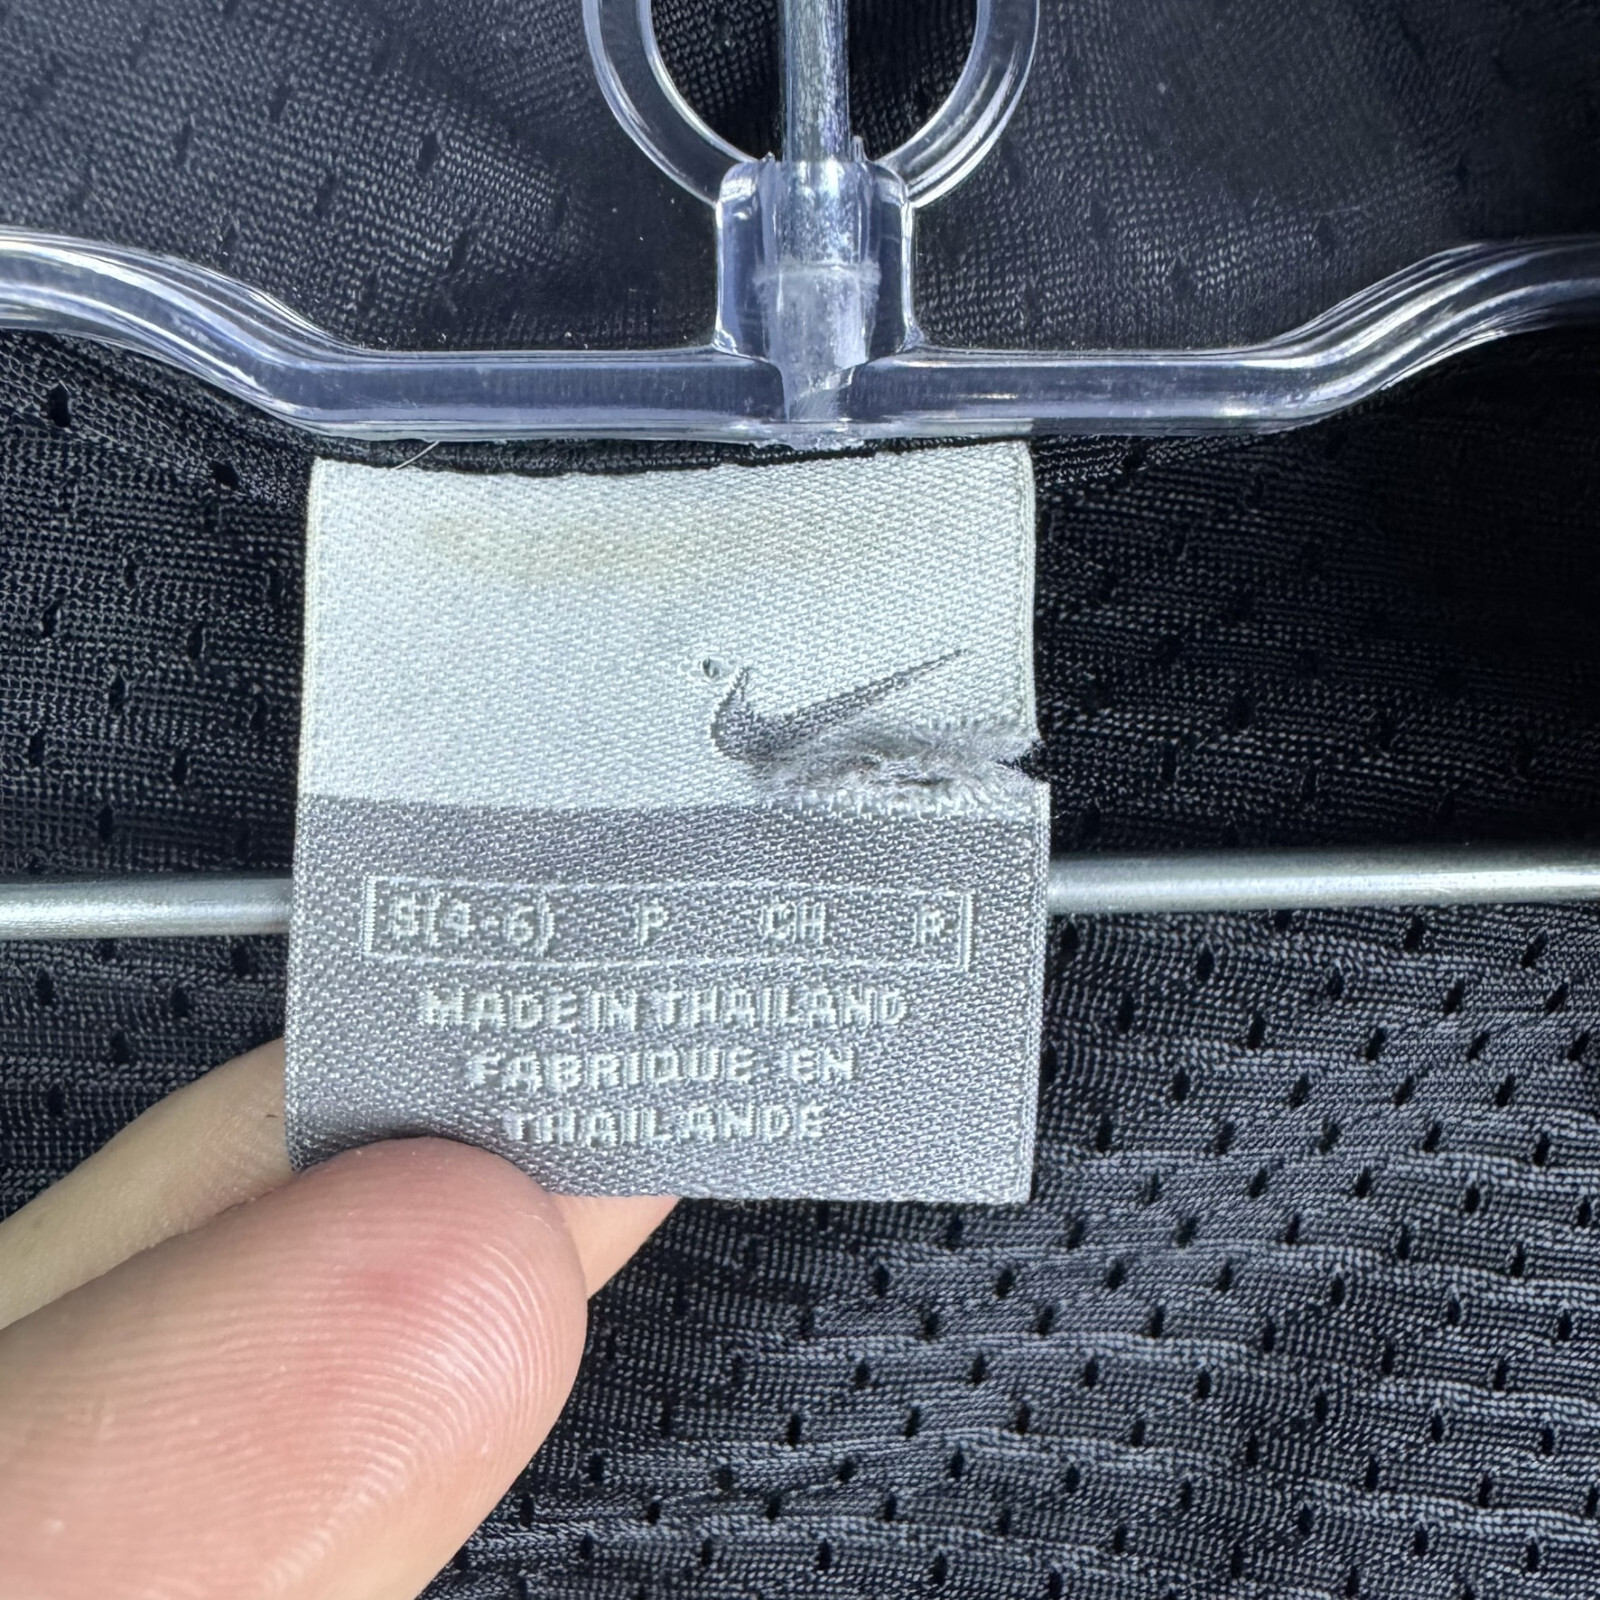 S(4-6) P CH P
MADE IN THAILAND
FABRIQUE EN
THAILANDE